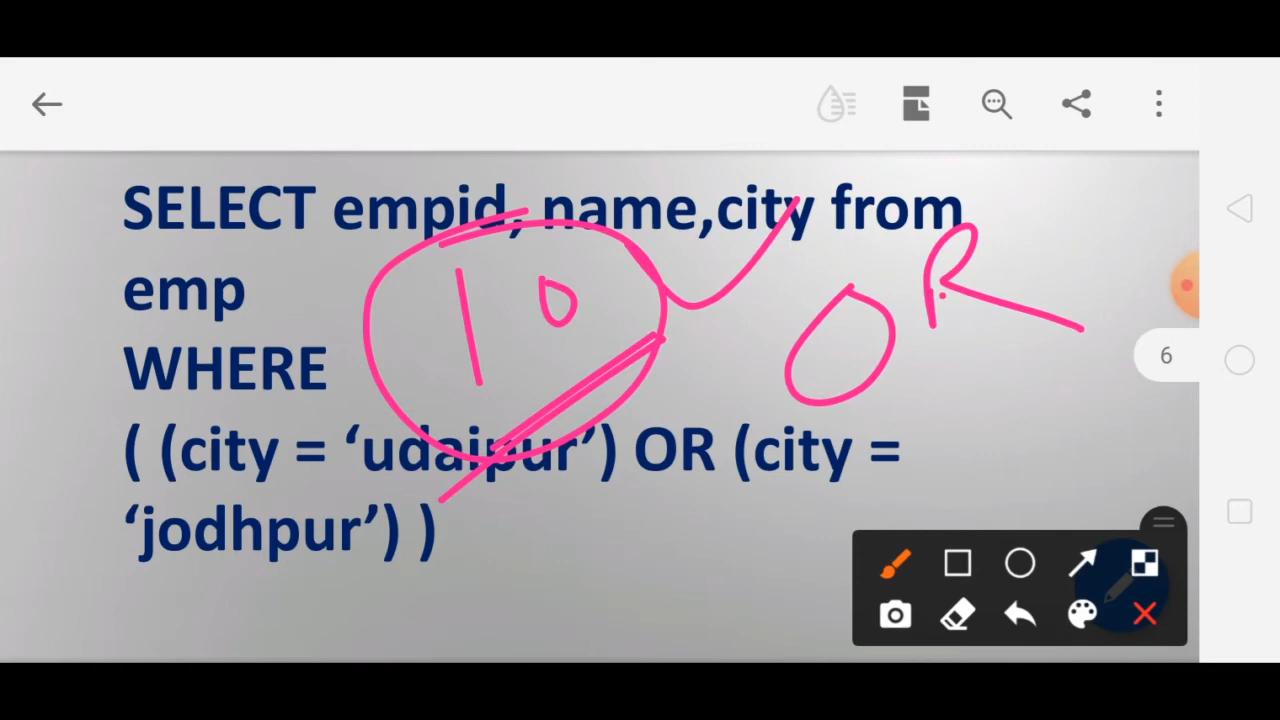 SELECT empid, name,city from
emp
10
OR
WHERE
6
( (city = ‘udaipur’) OR (city =
‘jodhpur’) )